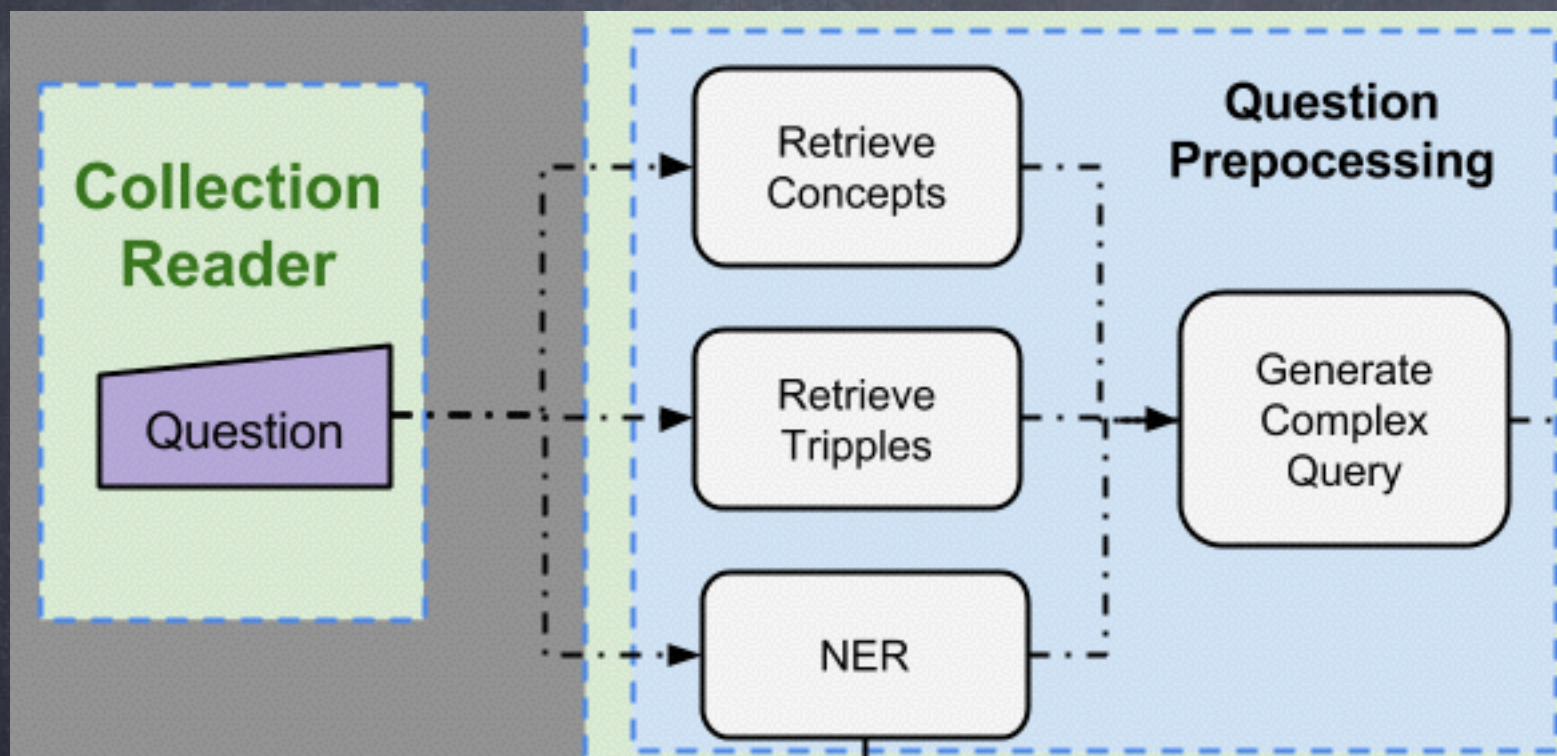 Collection
Reader
Question
Retrieve
Concepts
Retrieve
Tripples
NER
Question
Prepocessing
Generate
Complex
Query